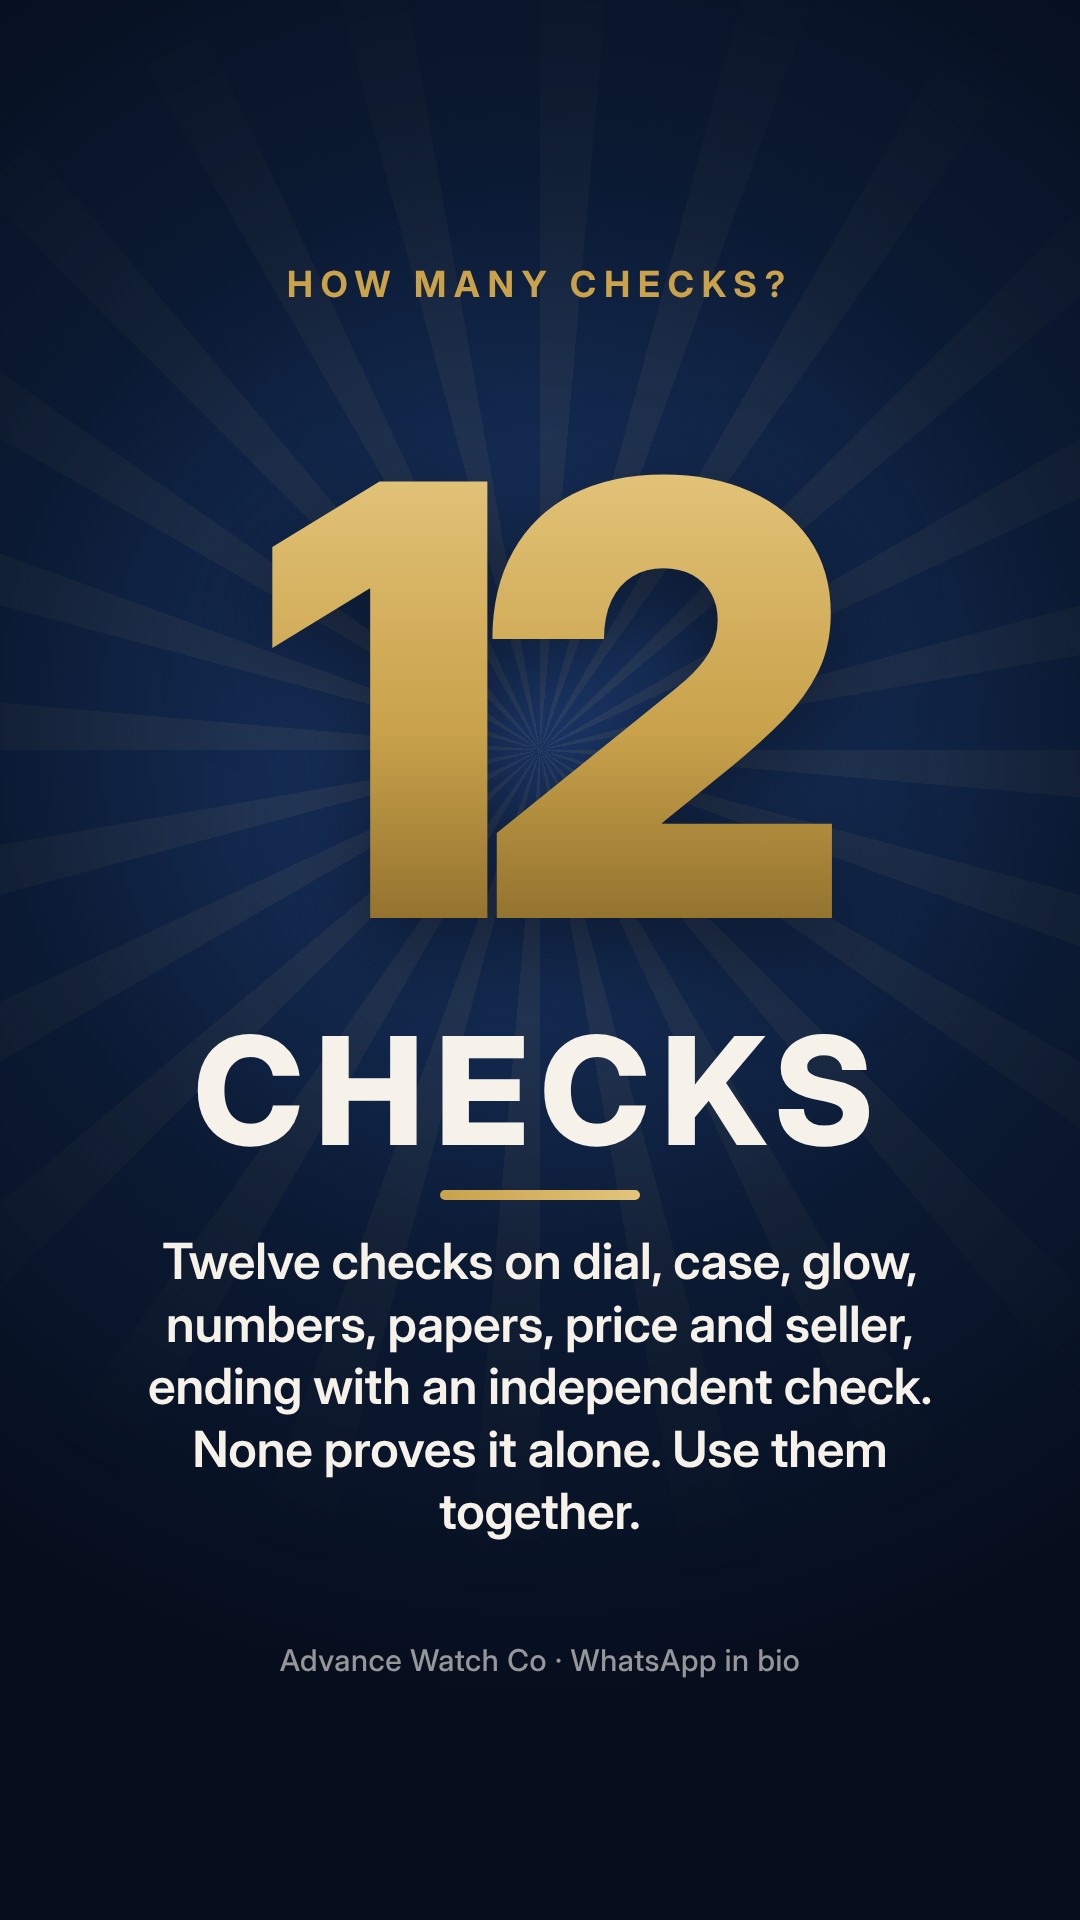 HOW MANY CHECKS?
12
CHECKS
Twelve checks on dial, case, glow,
numbers, papers, price and seller,
ending with an independent check.
None proves it alone. Use them
together.
Advance Watch Co · WhatsApp in bio